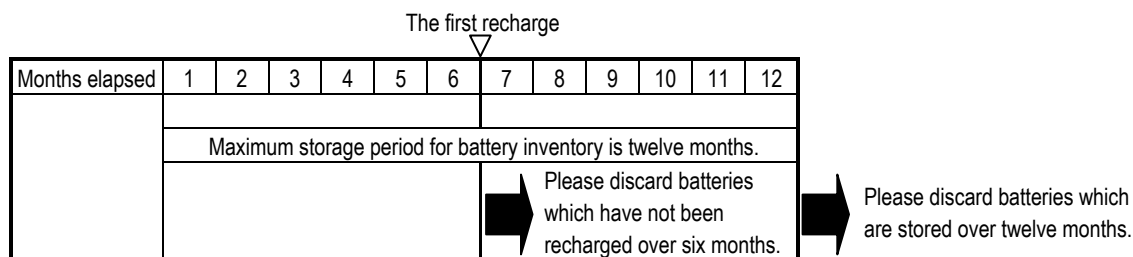 The first recharge
Months elapsed 1 2 3 4 5 6 7 8 9 10 11 12
Maximum storage period for battery inventory is twelve months.
Please discard batteries
which have not been
recharged over six months.
Please discard batteries which
are stored over twelve months.